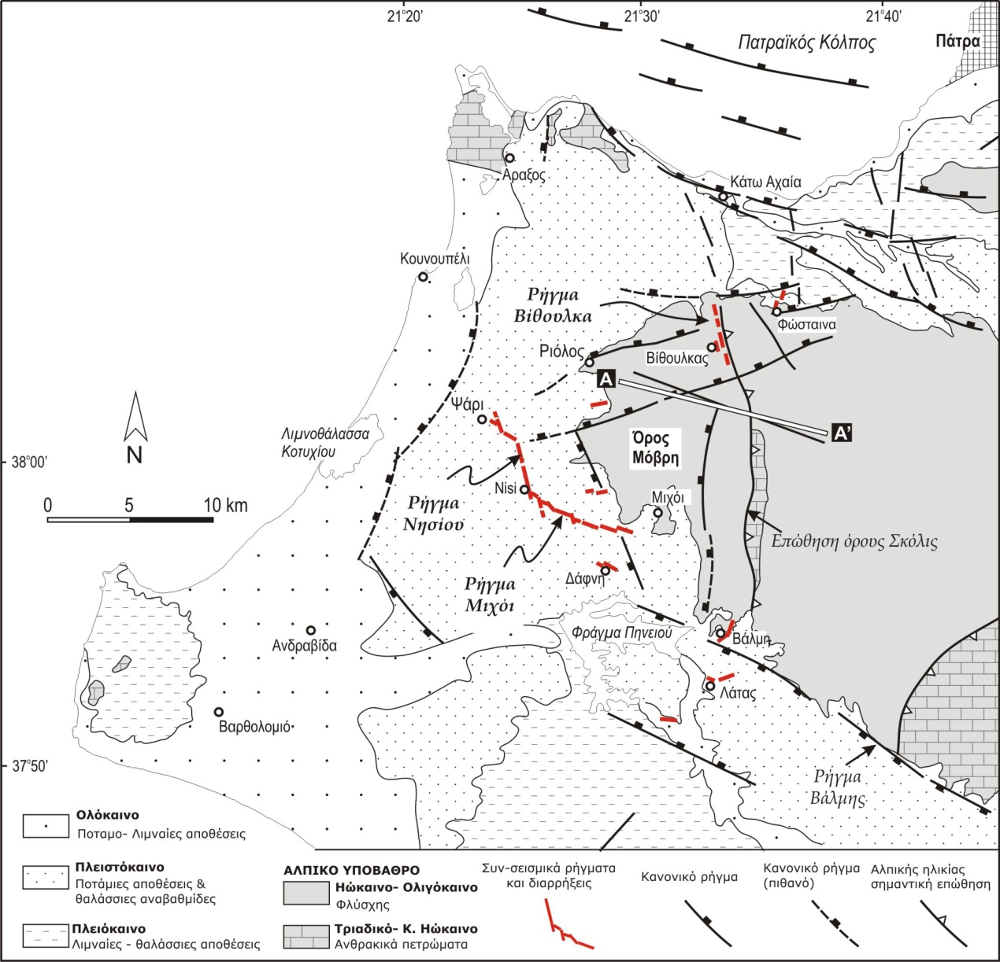 21°20'
21°30'
21°40'
Πατραϊκός Κόλπος
Πάτρα
Αραξος
Κάτω Αχαία
Κουνουπέλι
Ρήγμα
Βίθουλκα
Φώσταινα
Ριόλος
Βίθουλκας
A
Ψάρι
A'
Λιμνοθάλασσα
Κοτυχίου
Όρος
Μόβρη
N
38°00'
0 5 10 km
Nisi
Μιχόι
Ρήγμα
Νησίου
Επώθηση όρους Σκόλις
Δάφνη
Ρήγμα
Μιχόι
Φράγμα Πηνειού
Βάλμη
Ανδραβίδα
Λάτας
Βαρθολομιό
37°50'
Ρήγμα
Βάλμης
Ολόκαινο
Ποταμο- Λιμναίες αποθέσεις
Πλειστόκαινο
Ποτάμιες αποθέσεις &
θαλάσσιες αναβαθμίδες
Πλειόκαινο
Λιμναίες - θαλάσσιες αποθέσεις
ΑΛΠΙΚΟ ΥΠΟΒΑΘΡΟ
Ηώκαινο- Ολιγόκαινο
Φλύσχης
Τριαδικό- Κ. Ηώκαινο
Ανθρακικά πετρώματα
Συν-σεισμικά ρήγματα
και διαρρήξεις
Κανονικό ρήγμα
Κανονικό ρήγμα
(πιθανό)
Αλπικής ηλικίας
σημαντική επώθηση